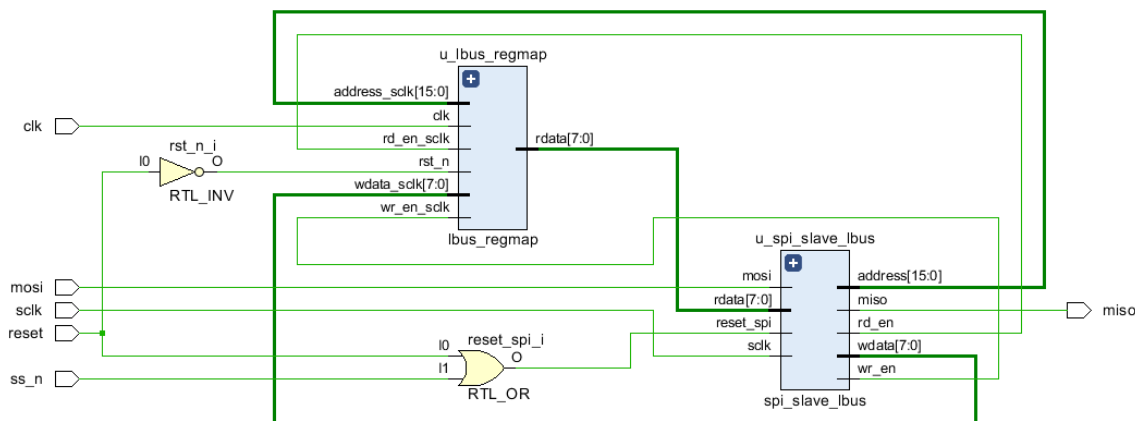 u_lbus_regmap
address_sclk[15:0]
clk
clk
rd_en_sclk
rdata[7:0]
rst_n_i
I0
O
rst_n
RTL_INV
wdata_sclk[7:0]
wr_en_sclk
lbus_regmap
u_spi_slave_lbus
mosi
mosi
address[15:0]
sclk
rdata[7:0]
miso
miso
reset
reset_spi
rd_en
reset_spi_i
I0
O
sclk
wdata[7:0]
ss_n
I1
wr_en
RTL_OR
spi_slave_lbus